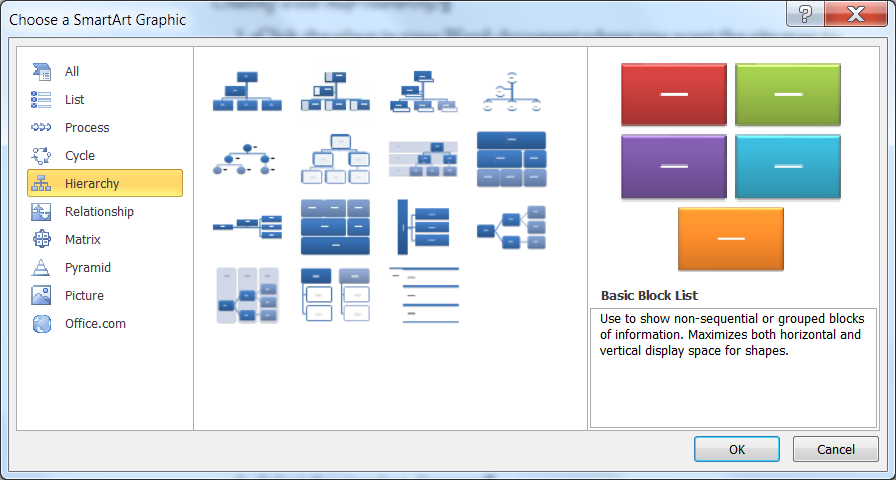 Choose a SmartArt Graphic
All
List
Process
Cycle
Hierarchy
Relationship
Matrix
Pyramid
Picture
Office.com
Basic Block List
Use to show non-sequential or grouped blocks
of information. Maximizes both horizontal and
vertical display space for shapes.
OK
Cancel